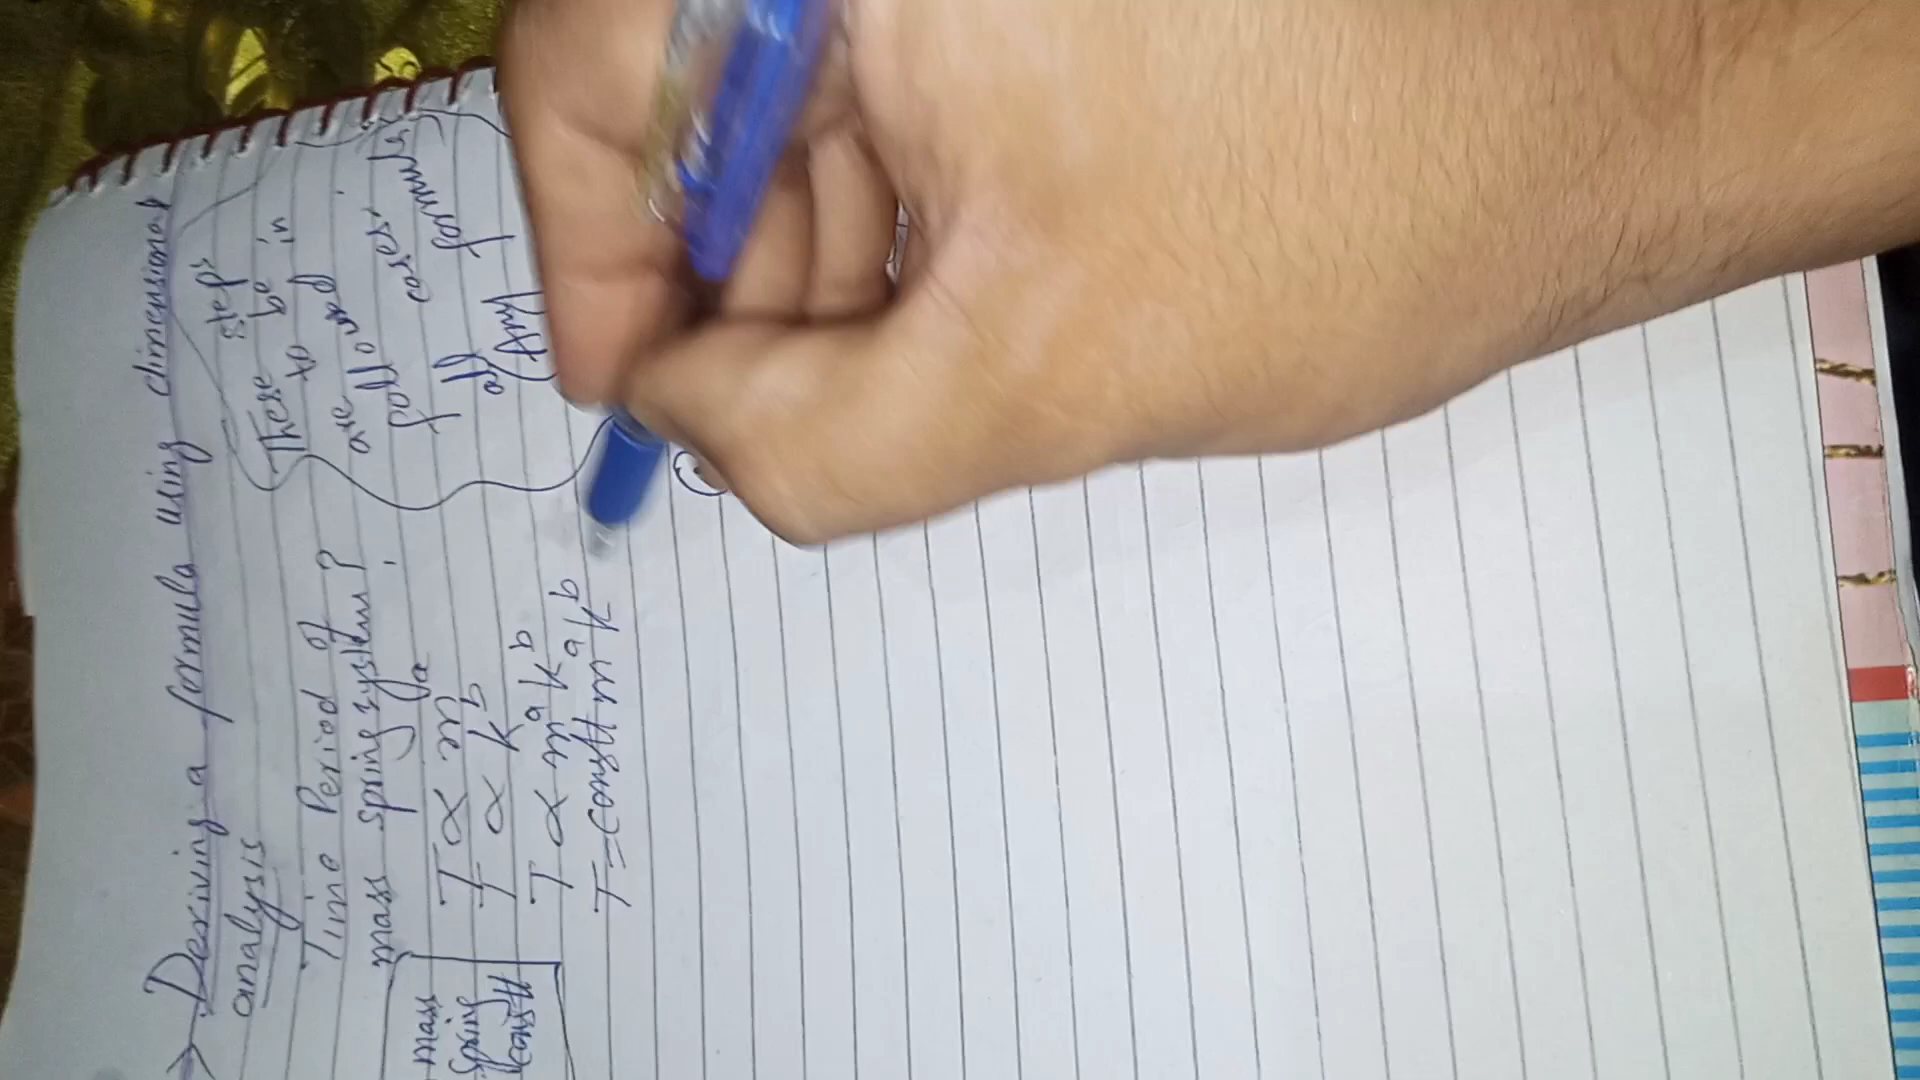 → Deriving a formula using dimensional
analysis
Time Period of
mass spring system?
mass
spring
constt
T ∝ m^a
T ∝ K^b
T ∝ m^a K^b
T = constt m^a K^b
These steps
are to be
followed in
all cases.
(Any formula)